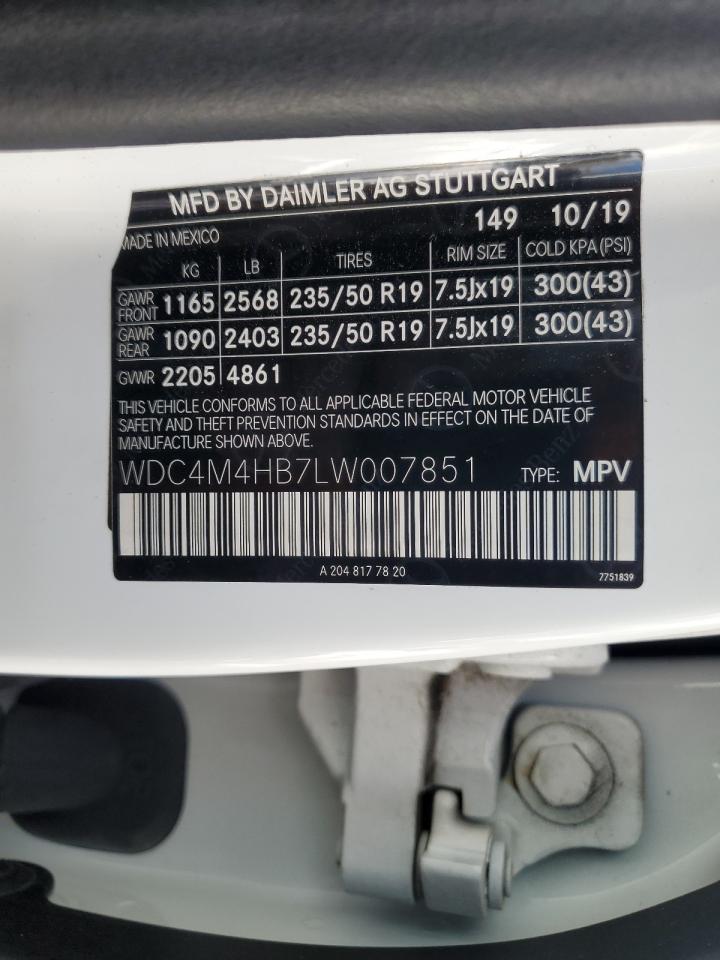 MFD BY DAIMLER AG STUTTGART
MADE IN MEXICO 149 10/19
KG LB TIRES RIM SIZE COLD KPA(PSI)
GAWR FRONT 1165 2568 235/50 R19 7.5Jx19 300(43)
GAWR REAR 1090 2403 235/50 R19 7.5Jx19 300(43)
GVWR 2205 4861
THIS VEHICLE CONFORMS TO ALL APPLICABLE FEDERAL MOTOR VEHICLE
SAFETY AND THEFT PREVENTION STANDARDS IN EFFECT ON THE DATE OF
MANUFACTURE SHOWN ABOVE.
WDC4M4HB7LW007851 TYPE: MPV
A 204 817 78 20 7751839